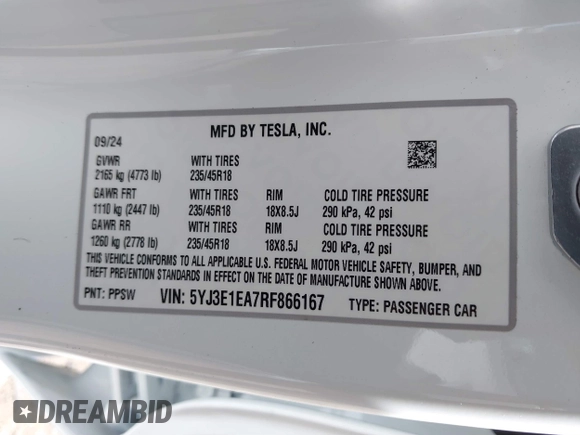 MFD BY TESLA, INC.
09/24
GVWR WITH TIRES
2165 kg (4773 lb) 235/45R18
GAWR FRT WITH TIRES RIM COLD TIRE PRESSURE
1110 kg (2447 lb) 235/45R18 18X8.5J 290 kPa, 42 psi
GAWR RR WITH TIRES RIM COLD TIRE PRESSURE
1260 kg (2778 lb) 235/45R18 18X8.5J 290 kPa, 42 psi
THIS VEHICLE CONFORMS TO ALL APPLICABLE U.S. FEDERAL MOTOR VEHICLE SAFETY, BUMPER, AND
THEFT PREVENTION STANDARDS IN EFFECT ON THE DATE OF MANUFACTURE SHOWN ABOVE.
PNT: PPSW VIN: 5YJ3E1EA7RF866167 TYPE: PASSENGER CAR
DREAMBID